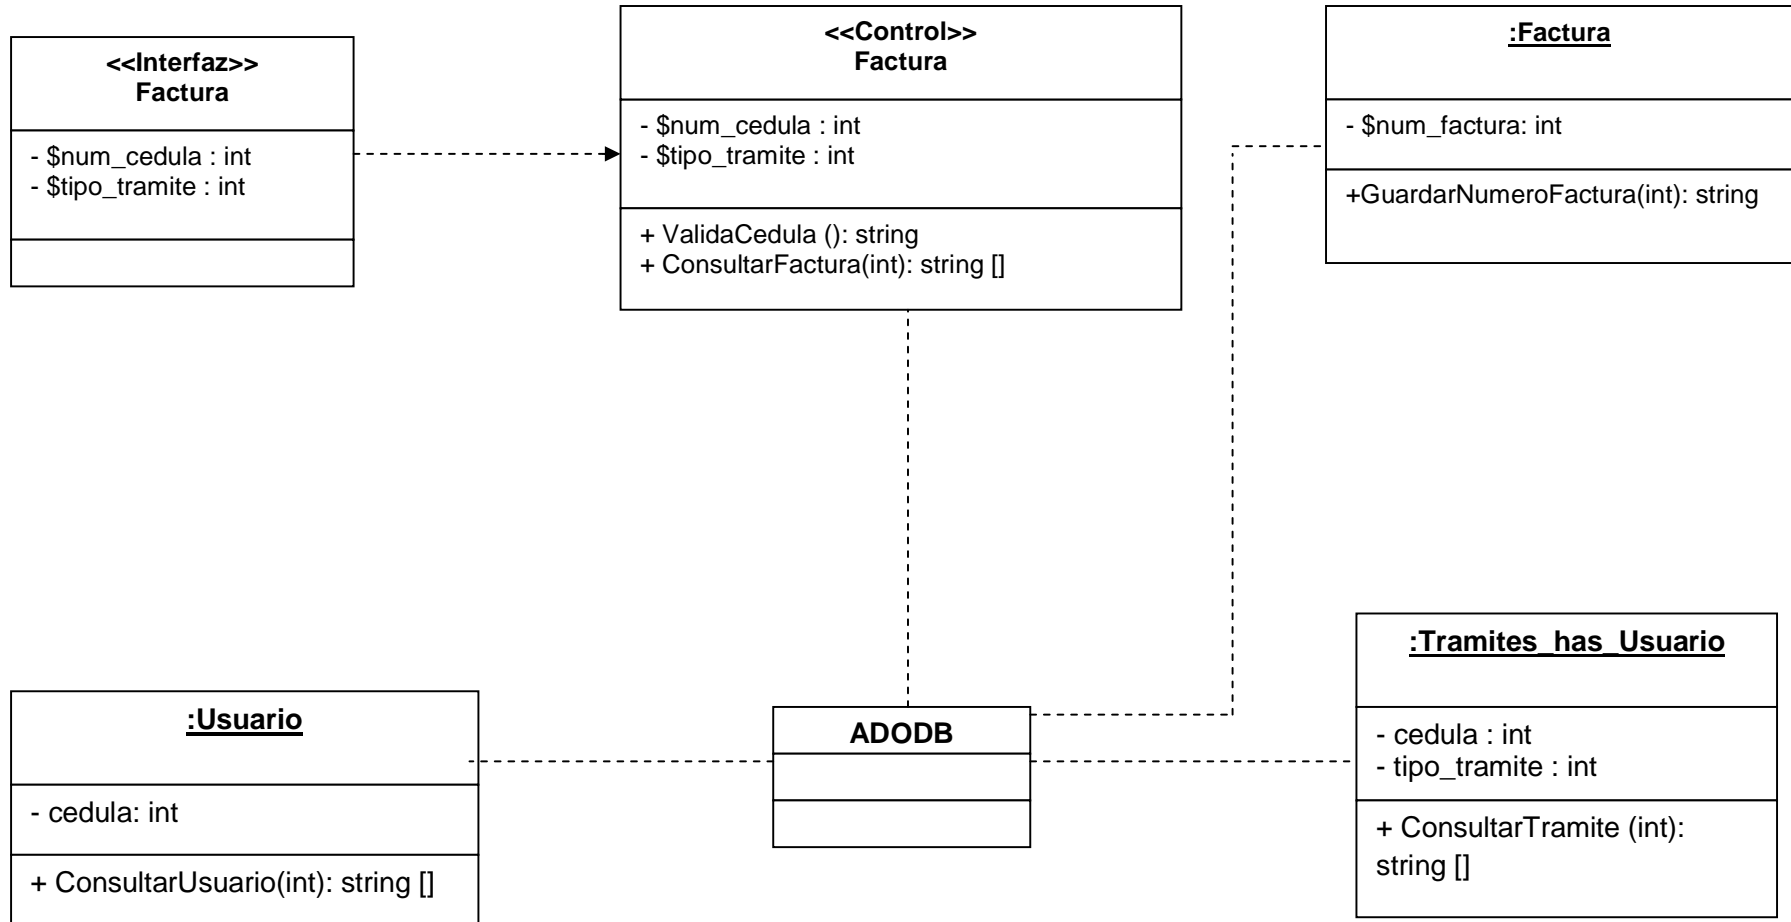 <<Interfaz>>
Factura
- $num_cedula : int
- $tipo_tramite : int
<<Control>>
Factura
- $num_cedula : int
- $tipo_tramite : int
+ ValidaCedula (): string
+ ConsultarFactura(int): string []
:Factura
- $num_factura: int
+GuardarNumeroFactura(int): string
:Usuario
- cedula: int
+ ConsultarUsuario(int): string []
ADODB
:Tramites_has_Usuario
- cedula : int
- tipo_tramite : int
+ ConsultarTramite (int):
string []